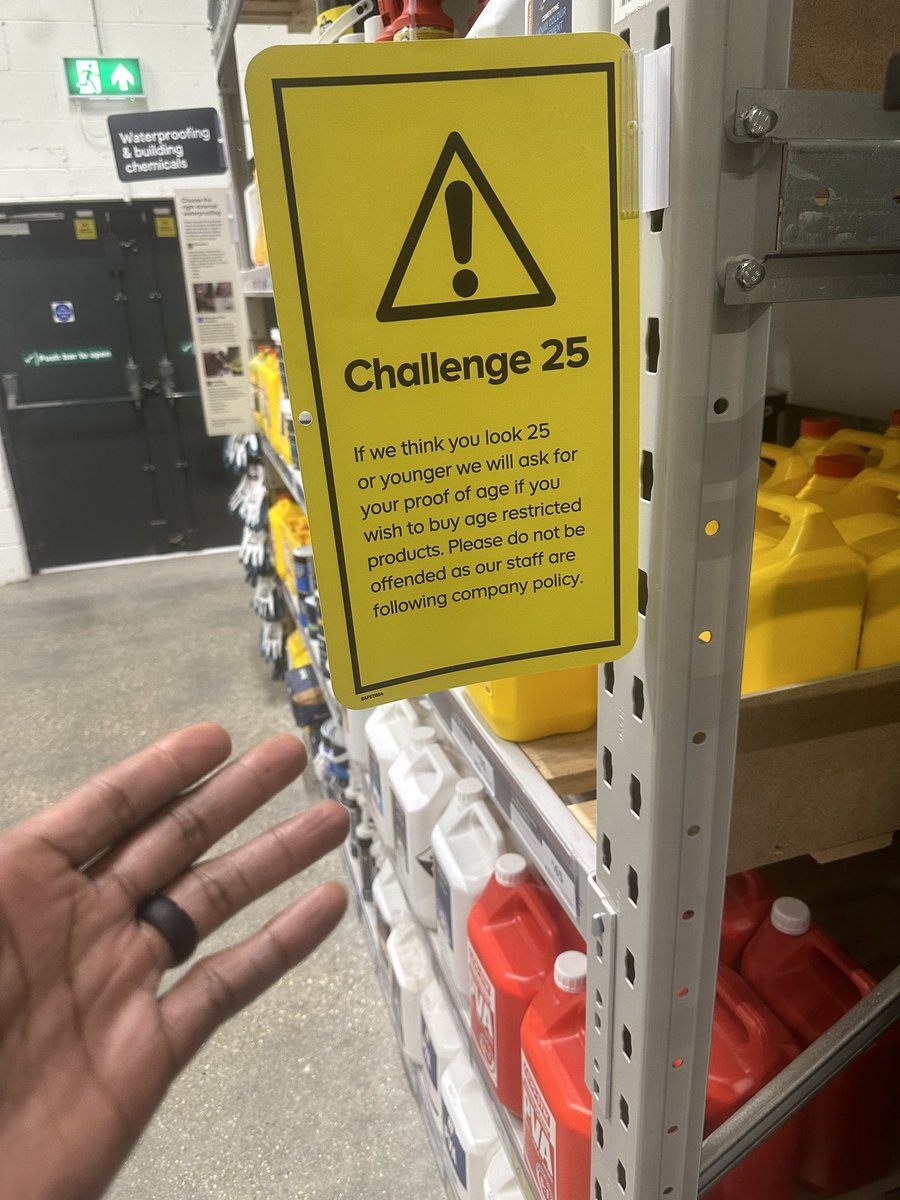 Waterproofing
& building
chemicals
Push bar to open
Challenge 25
If we think you look 25
or younger we will ask for
your proof of age if you
wish to buy age restricted
products. Please do not be
offended as our staff are
following company policy.
PVA
PVA